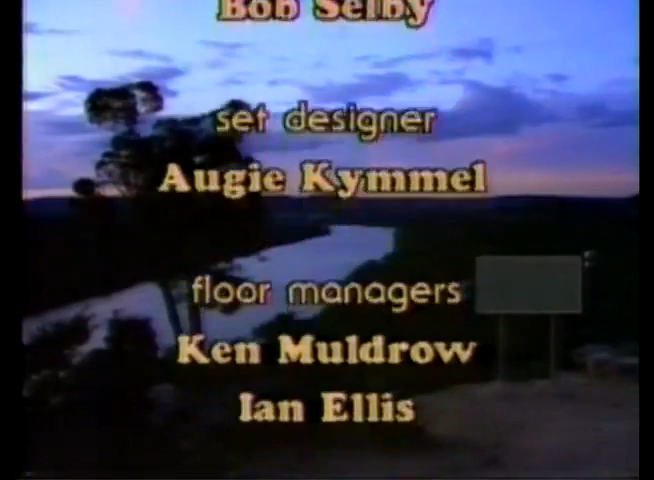 Bob Selby
set designer
Augie Kymmel
floor managers
Ken Muldrow
Ian Ellis